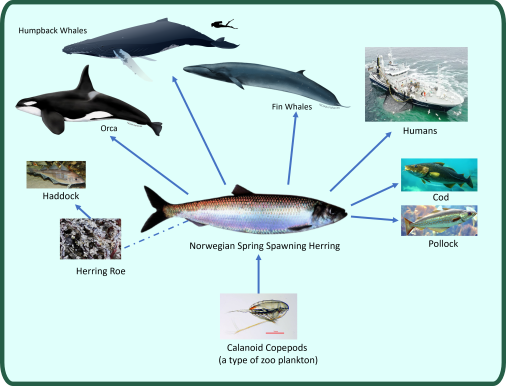 Humpback Whales
Orca
Fin Whales
Humans
Haddock
Cod
Herring Roe
Norwegian Spring Spawning Herring
Pollock
Calanoid Copepods
(a type of zoo plankton)